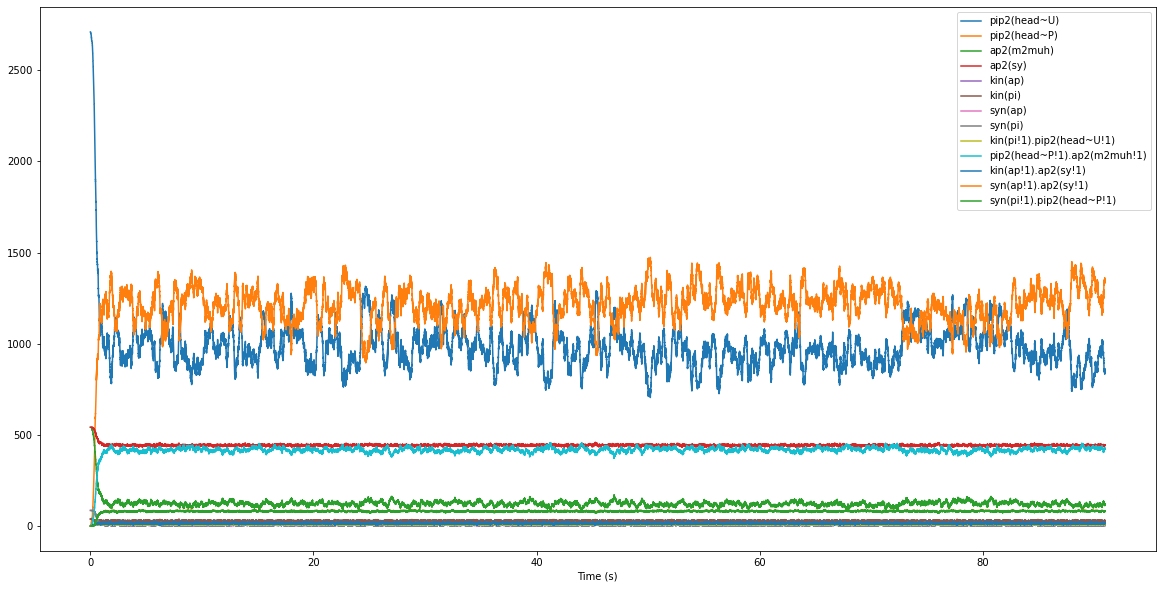 pip2(head~U)
pip2(head~P)
ap2(m2muh)
ap2(sy)
kin(ap)
kin(pi)
syn(ap)
syn(pi)
kin(pi!1).pip2(head~U!1)
pip2(head~P!1).ap2(m2muh!1)
kin(ap!1).ap2(sy!1)
syn(ap!1).ap2(sy!1)
syn(pi!1).pip2(head~P!1)
2500
2000
1500
1000
500
0
0 20 40 60 80
Time (s)